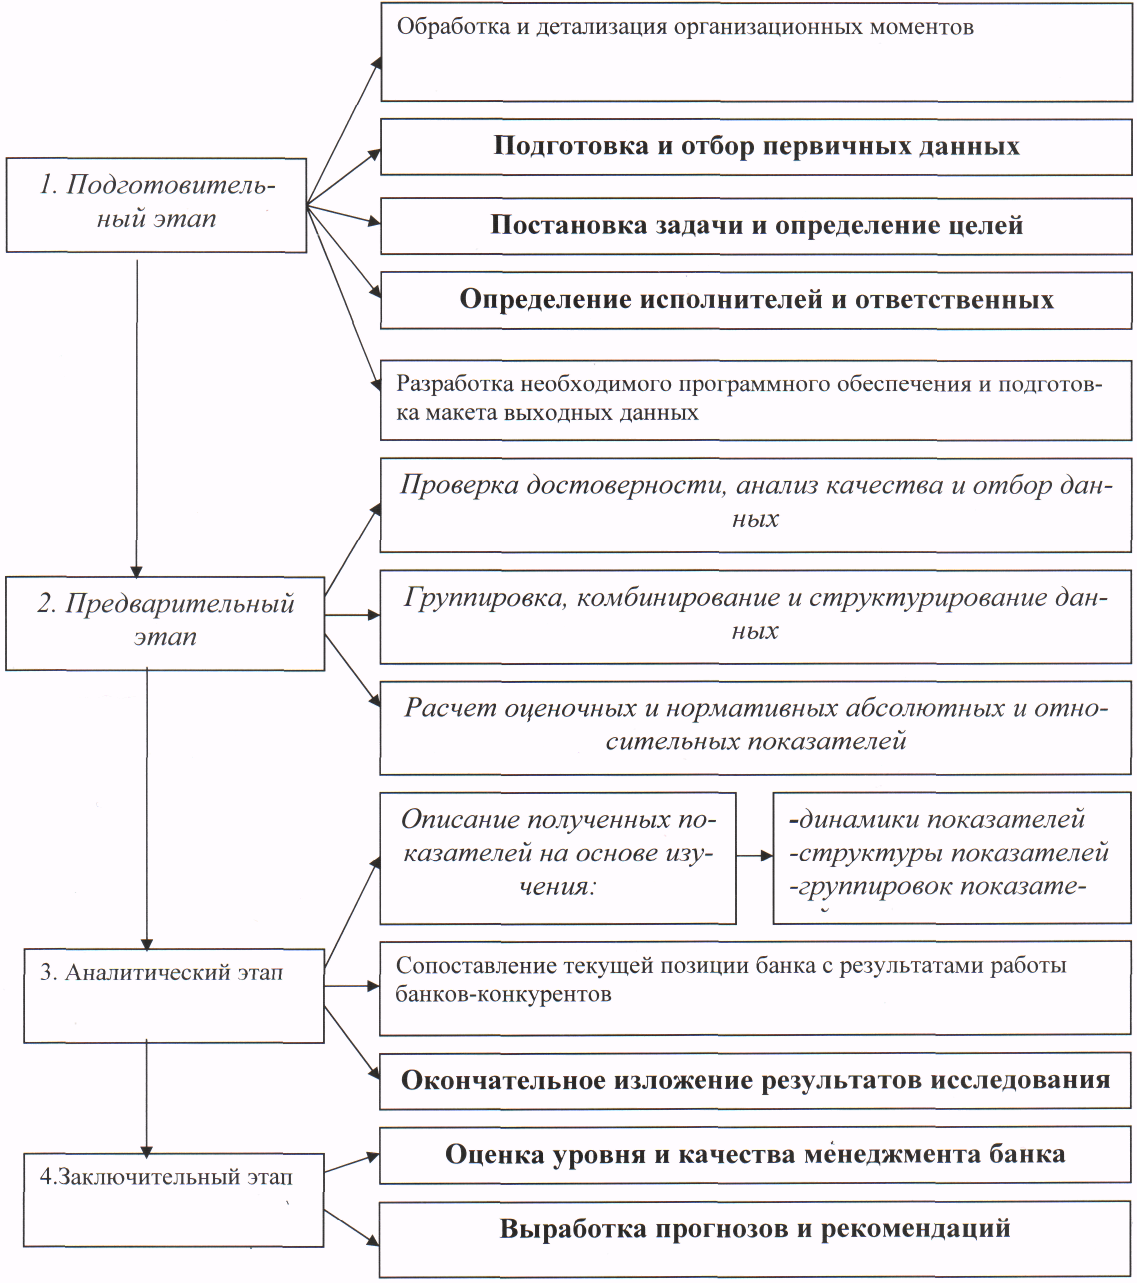 Обработка и детализация организационных моментов
Подготовка и отбор первичных данных
1. Подготовитель-
ный этап
Постановка задачи и определение целей
Определение исполнителей и ответственных
Разработка необходимого программного обеспечения и подготов-
ка макета выходных данных
Проверка достоверности, анализ качества и отбор дан-
ных
2. Предварительный
этап
Группировка, комбинирование и структурирование дан-
ных
Расчет оценочных и нормативных абсолютных и отно-
сительных показателей
Описание полученных по-
казателей на основе изу-
чения:
-динамики показателей
-структуры показателей
-группировок показате-
3. Аналитический этап
Сопоставление текущей позиции банка с результатами работы
банков-конкурентов
Окончательное изложение результатов исследования
4.Заключительный этап
Оценка уровня и качества менеджмента банка
Выработка прогнозов и рекомендаций